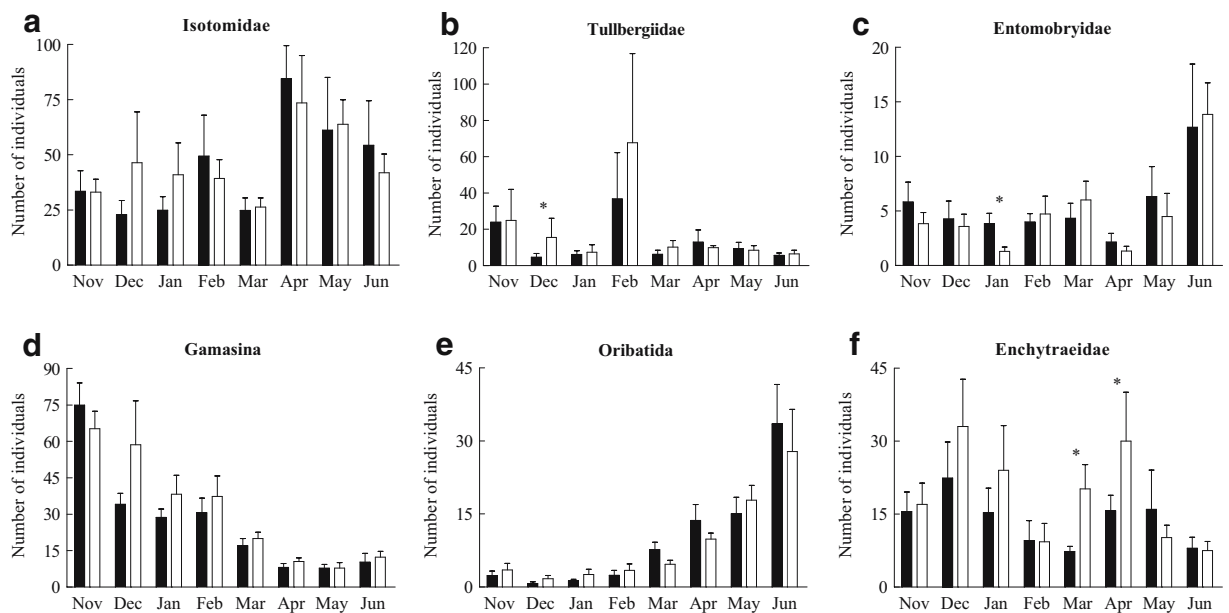 a Isotomidae
Number of individuals
100
75
50
25
0
Nov Dec Jan Feb Mar Apr May Jun
b Tullbergiidae
Number of individuals
120
100
80
60
40
20
0
*
Nov Dec Jan Feb Mar Apr May Jun
c Entomobryidae
Number of individuals
20
15
10
5
0
*
Nov Dec Jan Feb Mar Apr May Jun
d Gamasina
Number of individuals
90
75
60
45
30
15
0
Nov Dec Jan Feb Mar Apr May Jun
e Oribatida
Number of individuals
45
30
15
0
Nov Dec Jan Feb Mar Apr May Jun
f Enchytraeidae
Number of individuals
45
30
15
0
* *
Nov Dec Jan Feb Mar Apr May Jun